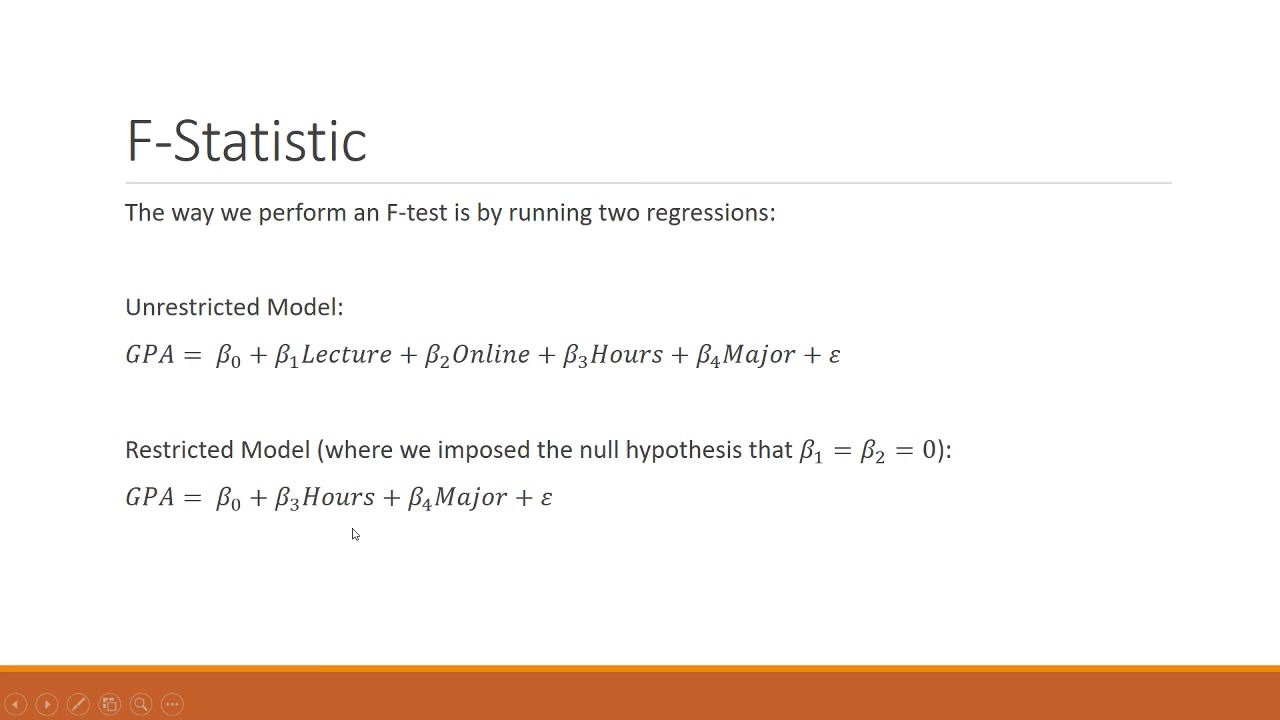 F-Statistic
The way we perform an F-test is by running two regressions:
Unrestricted Model:
𝐺𝑃𝐴 = 𝛽₀ + 𝛽₁𝐿𝑒𝑐𝑡𝑢𝑟𝑒 + 𝛽₂𝑂𝑛𝑙𝑖𝑛𝑒 + 𝛽₃𝐻𝑜𝑢𝑟𝑠 + 𝛽₄𝑀𝑎𝑗𝑜𝑟 + 𝜀
Restricted Model (where we imposed the null hypothesis that 𝛽₁ = 𝛽₂ = 0):
𝐺𝑃𝐴 = 𝛽₀ + 𝛽₃𝐻𝑜𝑢𝑟𝑠 + 𝛽₄𝑀𝑎𝑗𝑜𝑟 + 𝜀